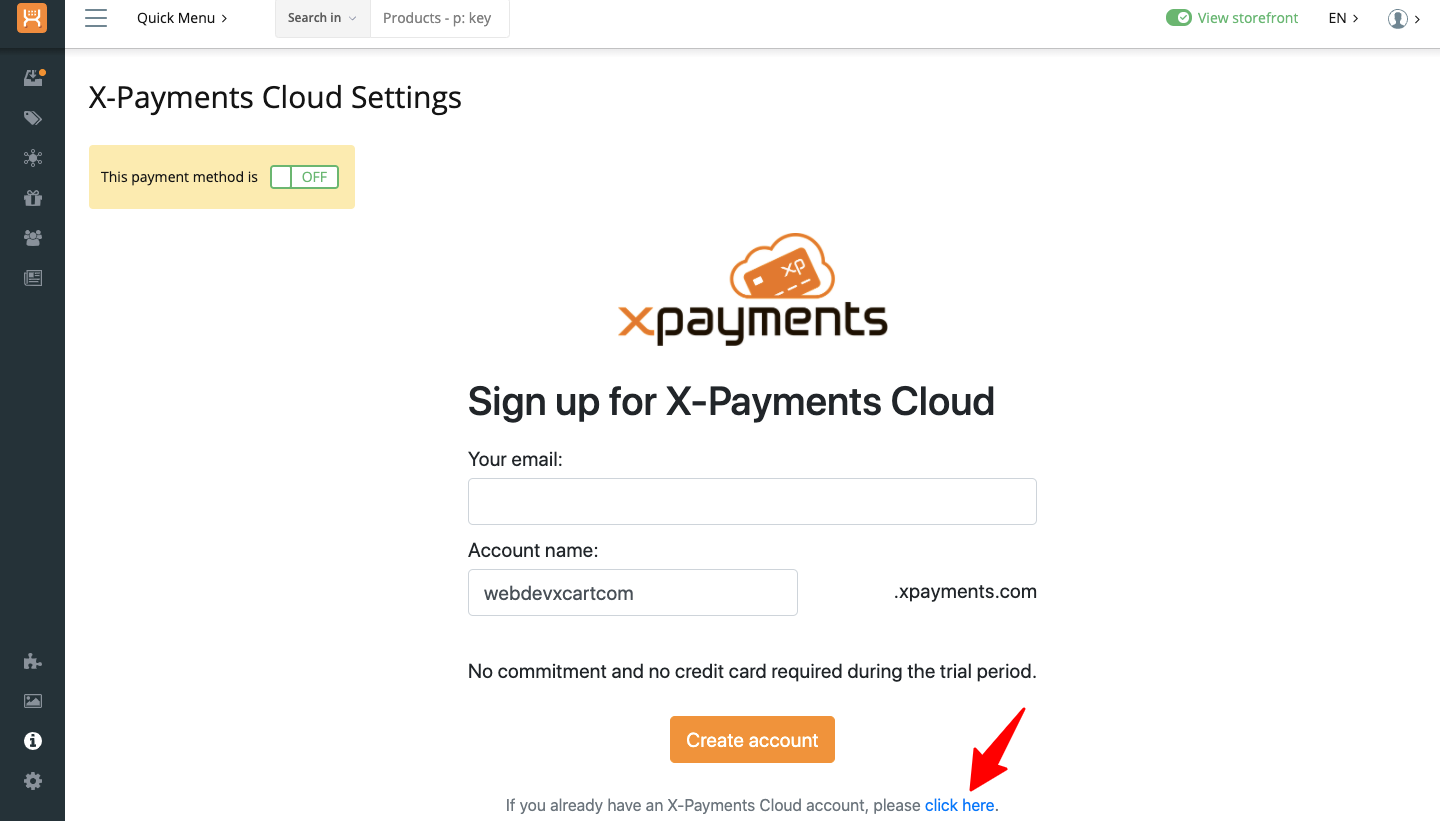 Quick Menu
Search in
Products - p: key
View storefront
EN
X-Payments Cloud Settings
This payment method is
OFF
xp
xpayments
Sign up for X-Payments Cloud
Your email:
Account name:
webdevxcartcom
.xpayments.com
No commitment and no credit card required during the trial period.
Create account
If you already have an X-Payments Cloud account, please click here.